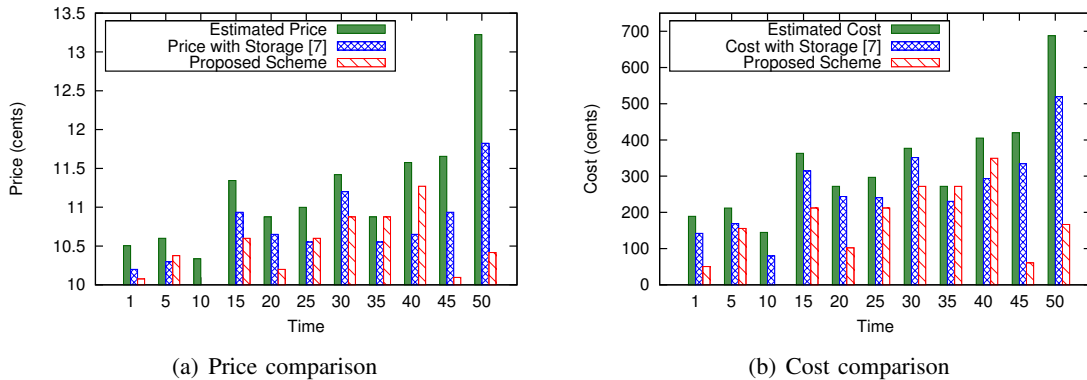 Price (cents)
13.5
13
12.5
12
11.5
11
10.5
10
Estimated Price
Price with Storage [7]
Proposed Scheme
1 5 10 15 20 25 30 35 40 45 50
Time
(a) Price comparison
Cost (cents)
700
600
500
400
300
200
100
0
Estimated Cost
Cost with Storage [7]
Proposed Scheme
1 5 10 15 20 25 30 35 40 45 50
Time
(b) Cost comparison